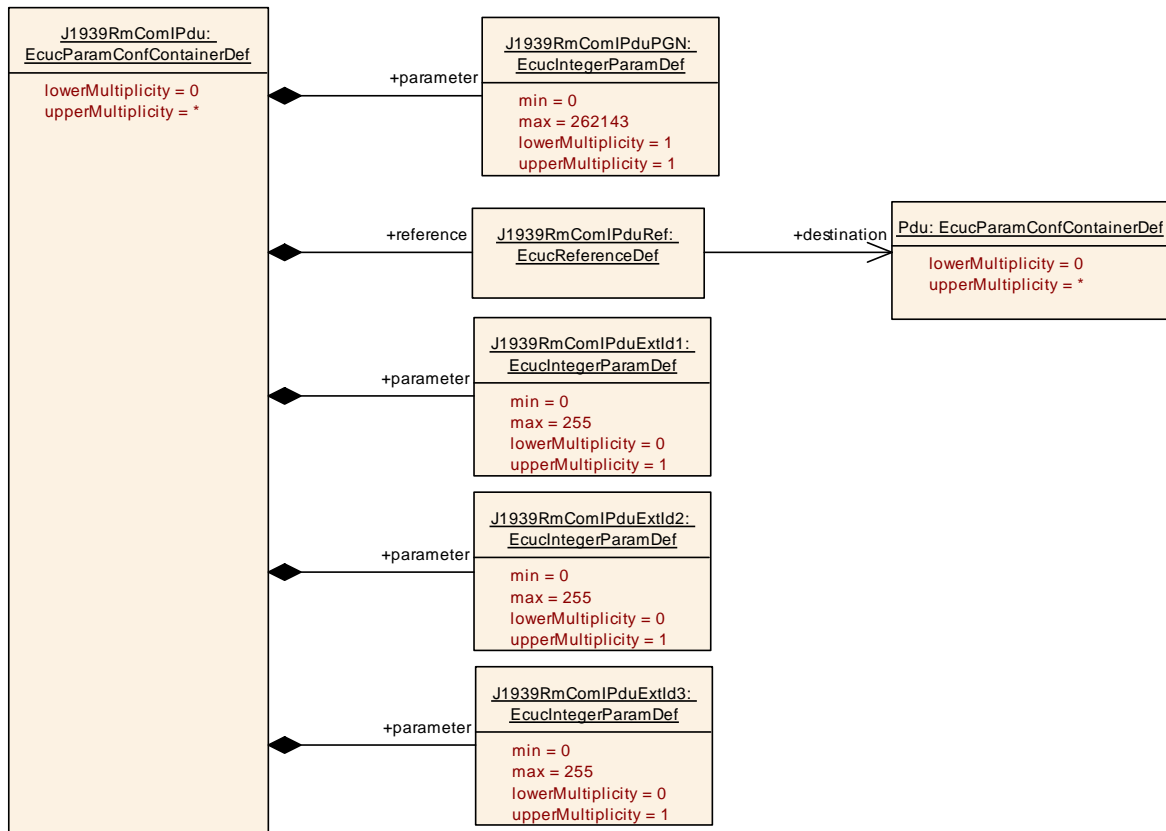 J1939RmComIPdu:
EcucParamConfContainerDef
lowerMultiplicity = 0
upperMultiplicity = *
+parameter
J1939RmComIPduPGN:
EcucIntegerParamDef
min = 0
max = 262143
lowerMultiplicity = 1
upperMultiplicity = 1
+reference
J1939RmComIPduRef:
EcucReferenceDef
+destination
Pdu: EcucParamConfContainerDef
lowerMultiplicity = 0
upperMultiplicity = *
+parameter
J1939RmComIPduExtId1:
EcucIntegerParamDef
min = 0
max = 255
lowerMultiplicity = 0
upperMultiplicity = 1
+parameter
J1939RmComIPduExtId2:
EcucIntegerParamDef
min = 0
max = 255
lowerMultiplicity = 0
upperMultiplicity = 1
+parameter
J1939RmComIPduExtId3:
EcucIntegerParamDef
min = 0
max = 255
lowerMultiplicity = 0
upperMultiplicity = 1